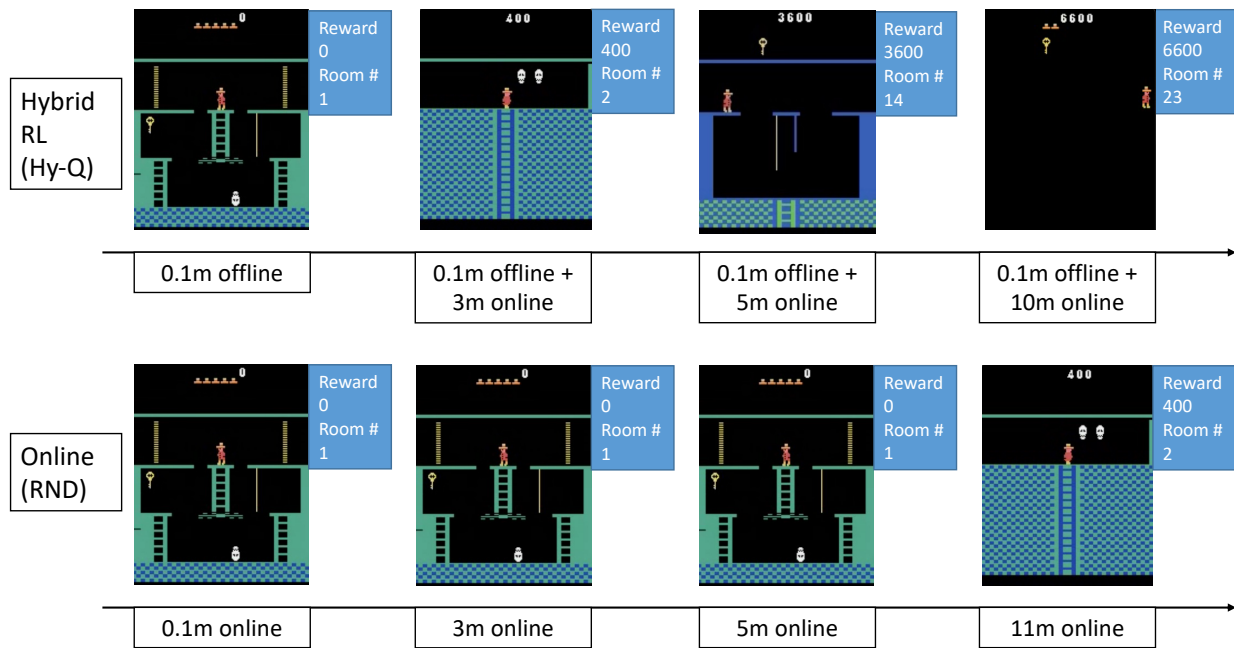 0
Reward
0
Room #
1
400
Reward
400
Room #
2
3600
Reward
3600
Room #
14
6600
Reward
6600
Room #
23
Hybrid
RL
(Hy-Q)
0.1m offline
0.1m offline +
3m online
0.1m offline +
5m online
0.1m offline +
10m online
0
Reward
0
Room #
1
0
Reward
0
Room #
1
0
Reward
0
Room #
1
400
Reward
400
Room #
2
Online
(RND)
0.1m online
3m online
5m online
11m online